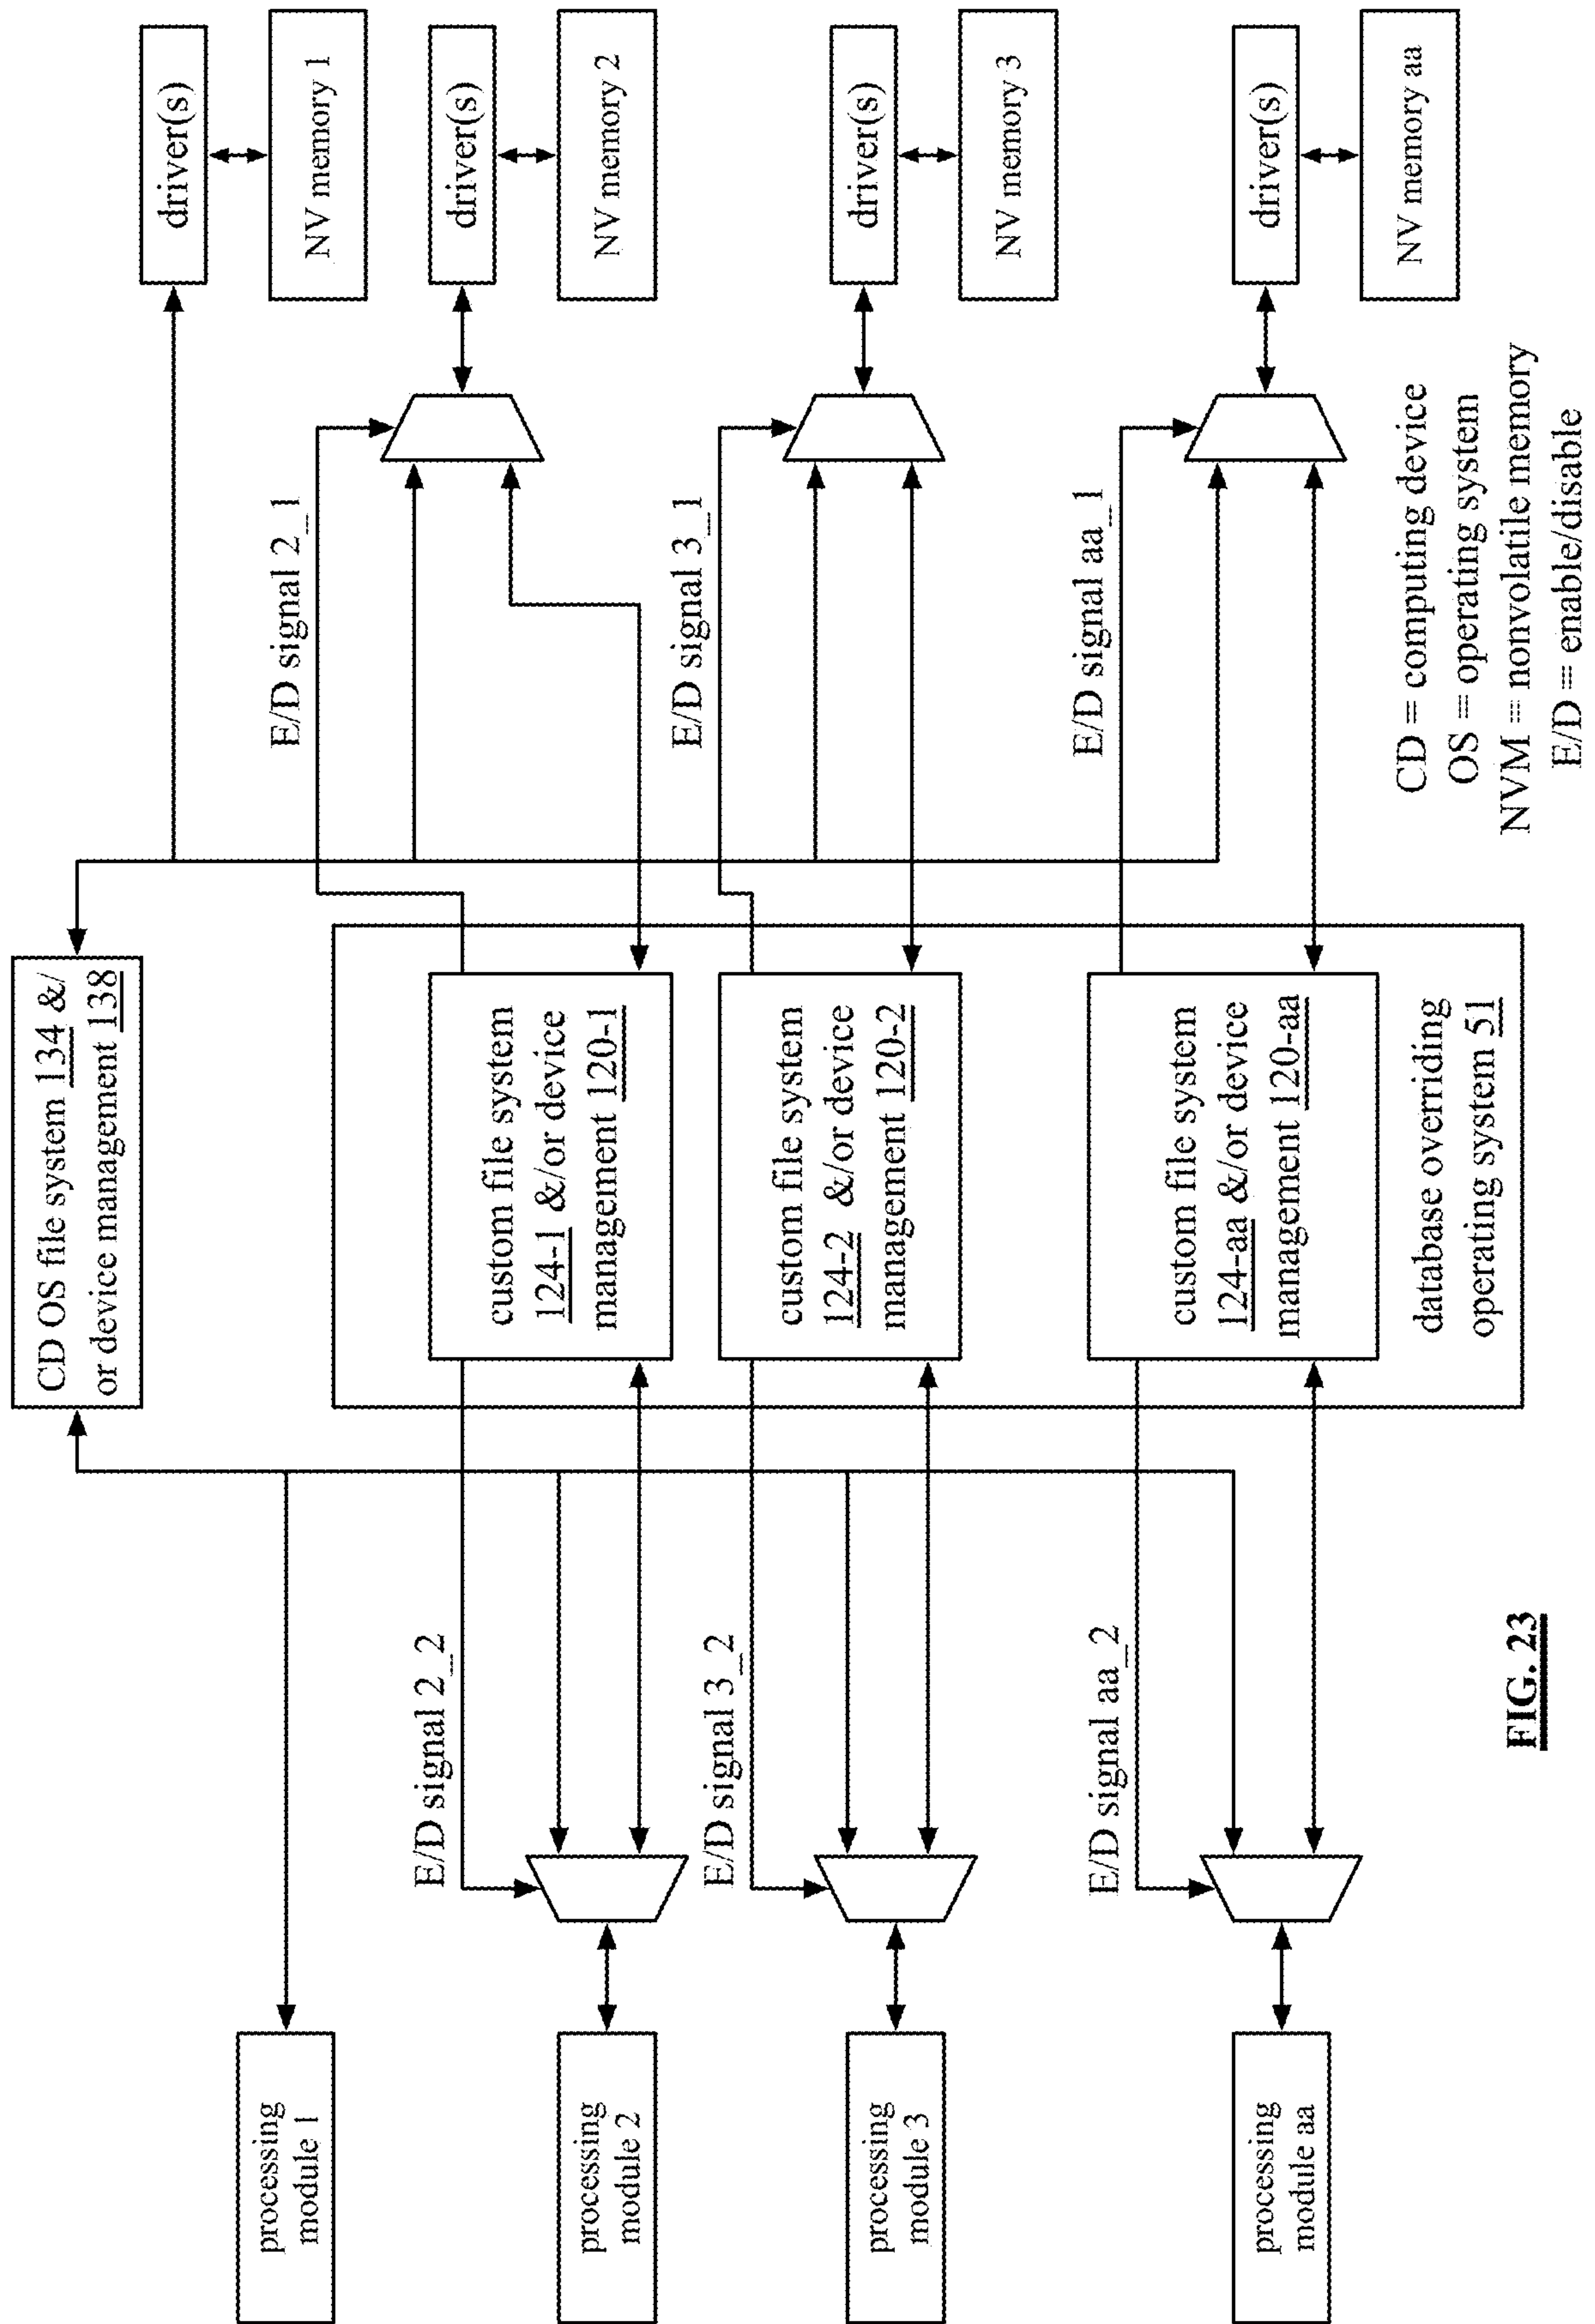 CD OS file system 134 &/
or device management 138
processing
module 1
driver(s)
NV memory 1
E/D signal 2_2
custom file system
124-1 &/or device
management 120-1
E/D signal 2_1
processing
module 2
driver(s)
NV memory 2
E/D signal 3_2
custom file system
124-2 &/or device
management 120-2
E/D signal 3_1
processing
module 3
driver(s)
NV memory 3
E/D signal aa_2
custom file system
124-aa &/or device
management 120-aa
E/D signal aa_1
processing
module aa
driver(s)
NV memory aa
database overriding
operating system 51
CD = computing device
OS = operating system
NVM = nonvolatile memory
E/D = enable/disable
FIG. 23